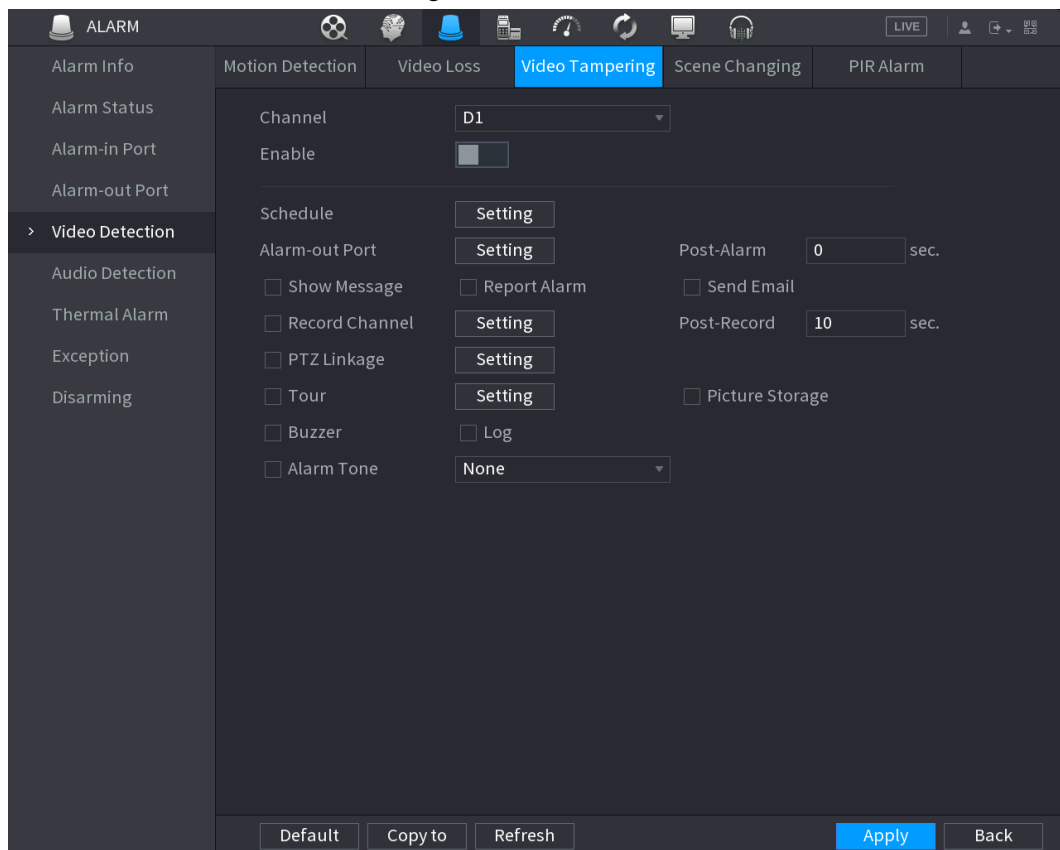 ALARM LIVE
Alarm Info
Alarm Status
Alarm-in Port
Alarm-out Port
> Video Detection
Audio Detection
Thermal Alarm
Exception
Disarming
Motion Detection Video Loss Video Tampering Scene Changing PIR Alarm
Channel D1
Enable
Schedule Setting
Alarm-out Port Setting Post-Alarm 0 sec.
Show Message Report Alarm Send Email
Record Channel Setting Post-Record 10 sec.
PTZ Linkage Setting
Tour Setting Picture Storage
Buzzer Log
Alarm Tone None
Default Copy to Refresh Apply Back